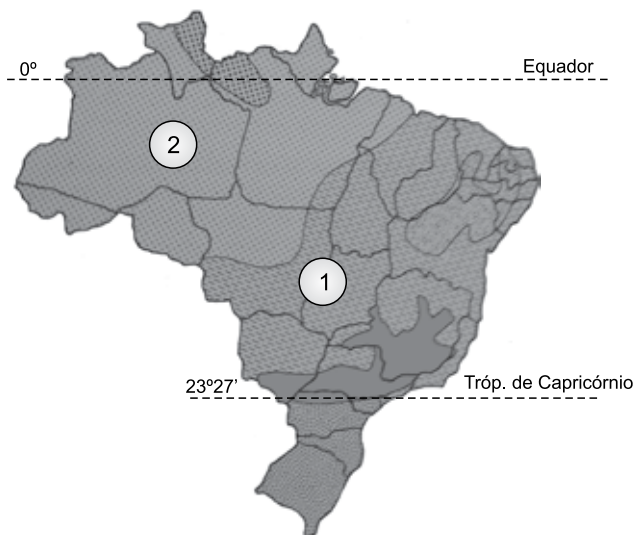 0º
Equador
2
1
23º27’
Tróp. de Capricórnio